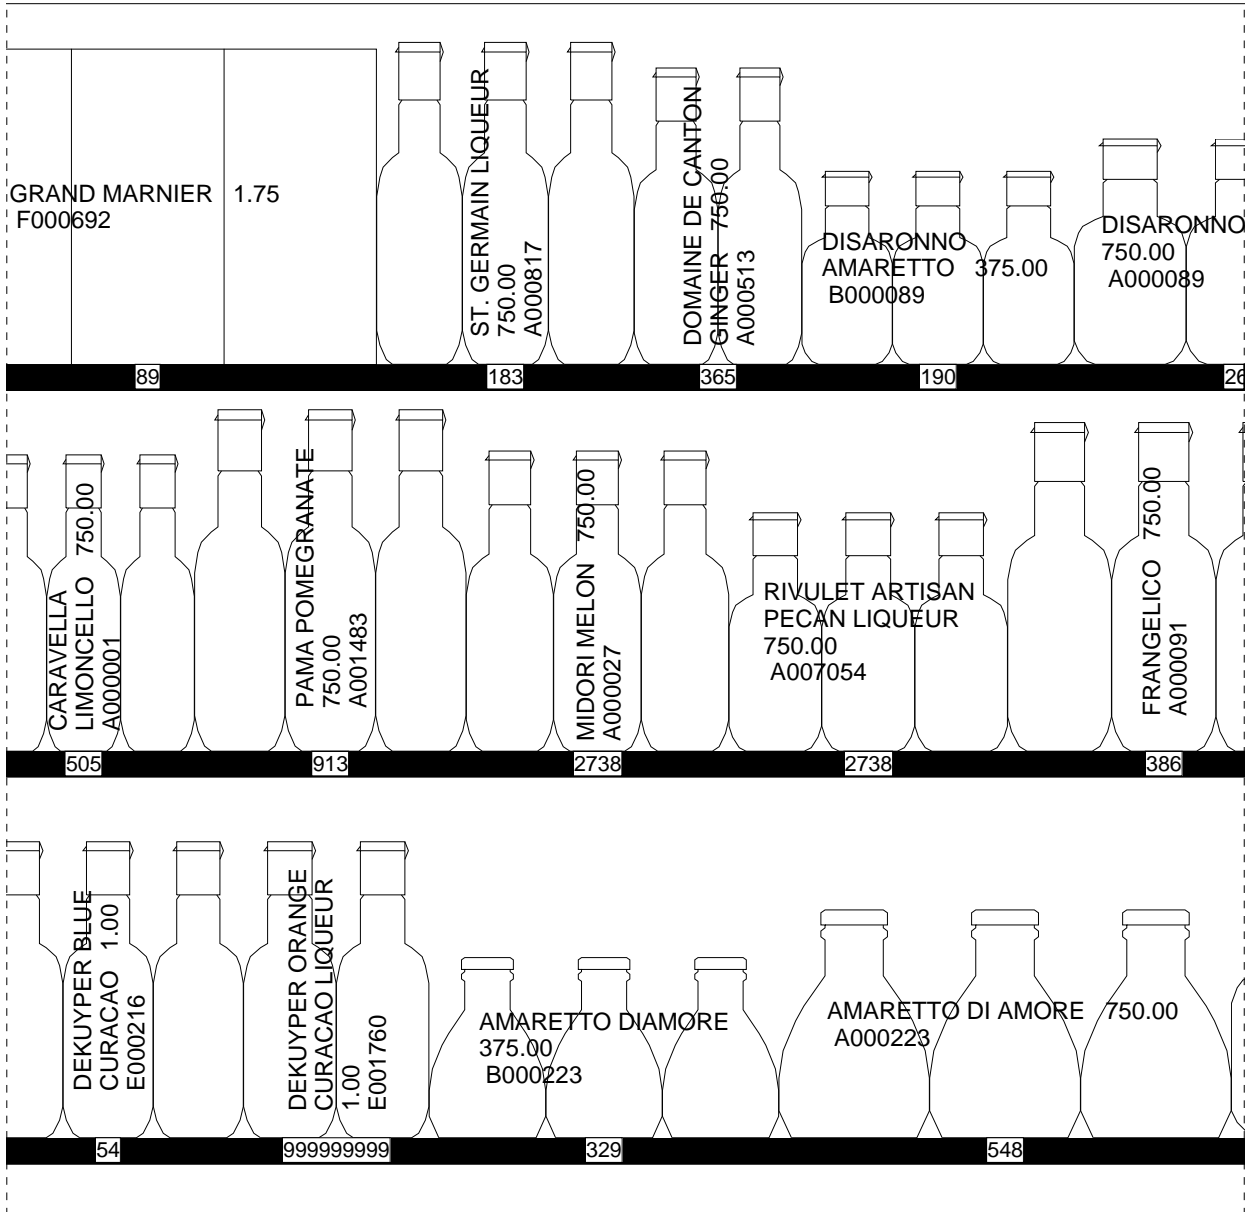 GRAND MARNIER 1.75
F000692
ST. GERMAIN LIQUEUR
750.00
A000817
DOMAINE DE CANTON
GINGER 750.00
A000513
DISARONNO
AMARETTO 375.00
B000089
DISARONNO
750.00
A000089
89
183
365
190
26
CARAVELLA
LIMONCELLO 750.00
A000001
PAMA POMEGRANATE
750.00
A001483
MIDORI MELON 750.00
A000027
RIVULET ARTISAN
PECAN LIQUEUR
750.00
A007054
FRANGELICO 750.00
A000091
505
913
2738
2738
386
DEKUYPER BLUE
CURACAO 1.00
E000216
DEKUYPER ORANGE
CURACAO LIQUEUR
1.00
E001760
AMARETTO DIAMORE
375.00
B000223
AMARETTO DI AMORE 750.00
A000223
54
999999999
329
548